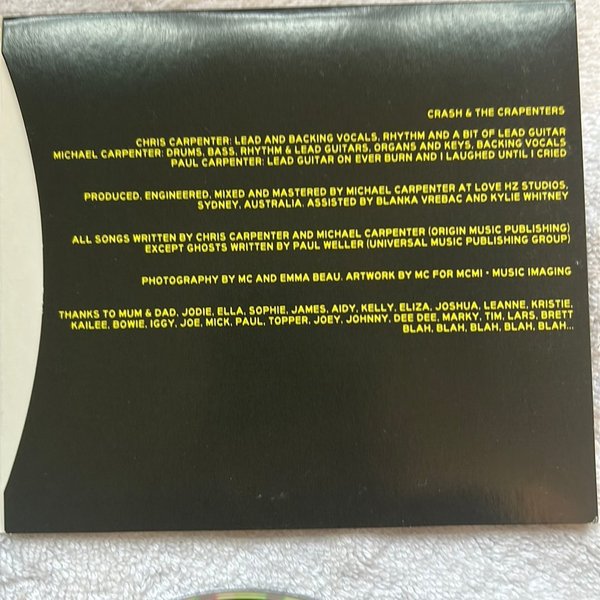 CRASH & THE CRAPENTERS
CHRIS CARPENTER: LEAD AND BACKING VOCALS, RHYTHM AND A BIT OF LEAD GUITAR
MICHAEL CARPENTER: DRUMS, BASS, RHYTHM & LEAD GUITARS, ORGANS AND KEYS, BACKING VOCALS
PAUL CARPENTER: LEAD GUITAR ON EVER BURN AND I LAUGHED UNTIL I CRIED
PRODUCED, ENGINEERED, MIXED AND MASTERED BY MICHAEL CARPENTER AT LOVE HZ STUDIOS,
SYDNEY, AUSTRALIA. ASSISTED BY BLANKA VREBAC AND KYLIE WHITNEY
ALL SONGS WRITTEN BY CHRIS CARPENTER AND MICHAEL CARPENTER (ORIGIN MUSIC PUBLISHING)
EXCEPT GHOSTS WRITTEN BY PAUL WELLER (UNIVERSAL MUSIC PUBLISHING GROUP)
PHOTOGRAPHY BY MC AND EMMA BEAU. ARTWORK BY MC FOR MCMI • MUSIC IMAGING
THANKS TO MUM & DAD, JODIE, ELLA, SOPHIE, JAMES, AIDY, KELLY, ELIZA, JOSHUA, LEANNE, KRISTIE,
KAILEE, BOWIE, IGGY, JOE, MICK, PAUL, TOPPER, JOEY, JOHNNY, DEE DEE, MARKY, TIM, LARS, BRETT
BLAH, BLAH, BLAH, BLAH, BLAH...